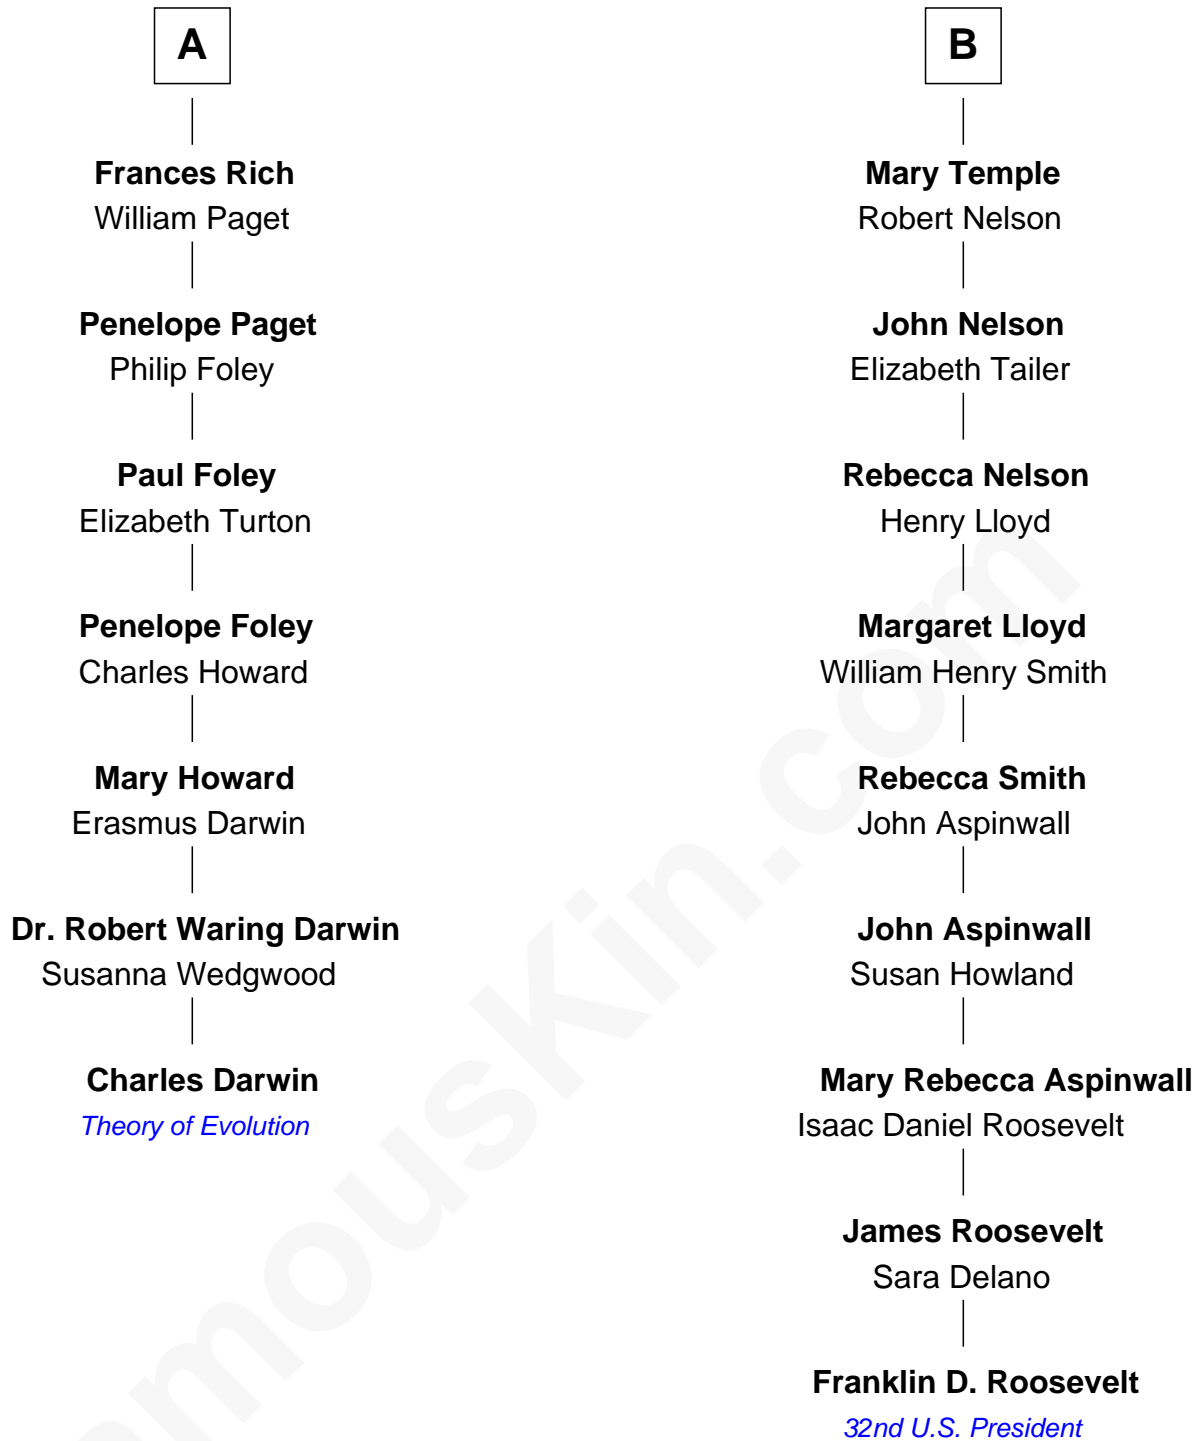 A
Frances Rich
William Paget
Penelope Paget
Philip Foley
Paul Foley
Elizabeth Turton
Penelope Foley
Charles Howard
Mary Howard
Erasmus Darwin
Dr. Robert Waring Darwin
Susanna Wedgwood
Charles Darwin
Theory of Evolution
B
Mary Temple
Robert Nelson
John Nelson
Elizabeth Tailer
Rebecca Nelson
Henry Lloyd
Margaret Lloyd
William Henry Smith
Rebecca Smith
John Aspinwall
John Aspinwall
Susan Howland
Mary Rebecca Aspinwall
Isaac Daniel Roosevelt
James Roosevelt
Sara Delano
Franklin D. Roosevelt
32nd U.S. President
amouskin.com